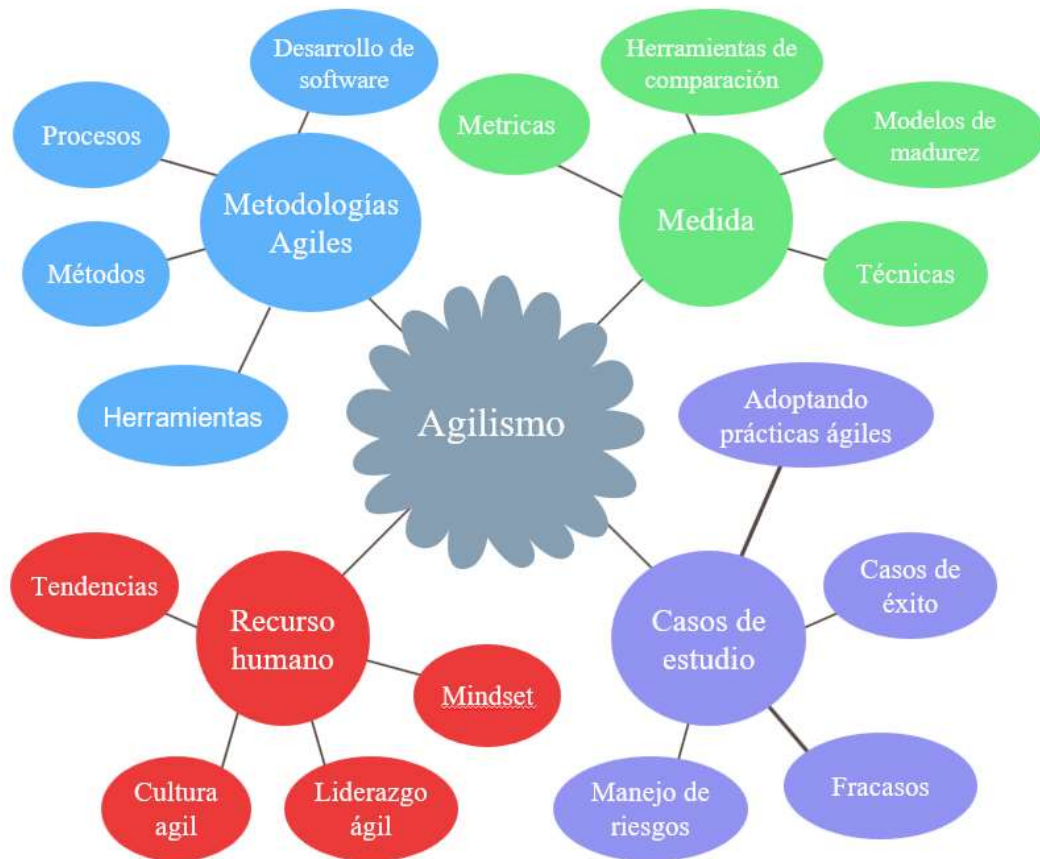 Desarrollo de
software
Procesos
Metodologías
Agiles
Métodos
Herramientas
Herramientas de
comparación
Metricas
Modelos de
madurez
Medida
Técnicas
Agilismo
Adoptando
prácticas ágiles
Tendencias
Recurso
humano
Mindset
Cultura
agil
Liderazgo
ágil
Casos de
éxito
Casos de
estudio
Manejo de
riesgos
Fracasos